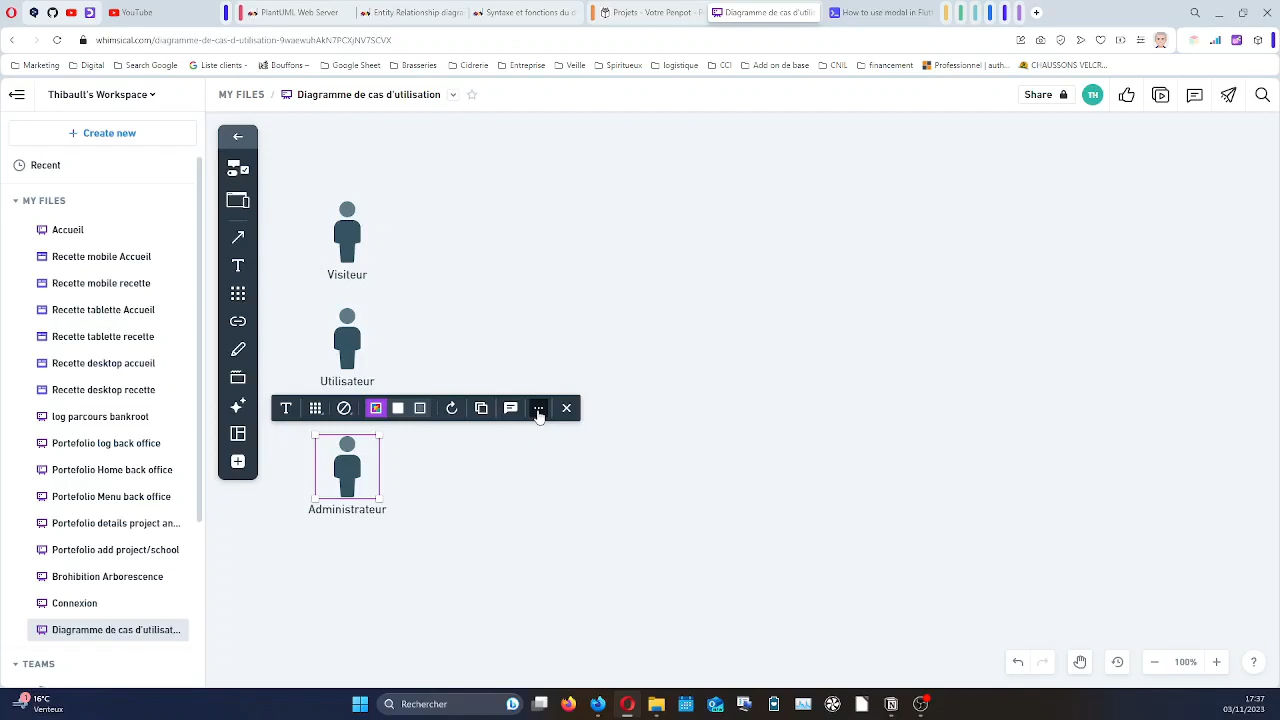 PlantUML Web Server
Entity Relationship diagra
Syntaxe et fonctions du d
Projets - Votre Penpot - P
Diagramme de cas d'utili
How to use modal in Flutt
YouTube
whimsical.com/diagramme-de-cas-d-utilisation-9waewuhAkN7PCXjNV7SCVX
Marketing
Digital
Search Google
Liste clients -
Bouffons ~
Google Sheet
Brasseries
Cidrerie
Entreprise
Veille
Spiritueux
logistique
CCI
Add on de base
CNIL
financement
Professionnel | auth...
CHAUSSONS VELCR...
Thibault's Workspace
MY FILES / Diagramme de cas d'utilisation
Share
TH
+ Create new
Recent
MY FILES
Accueil
Recette mobile Accueil
Recette mobile recette
Recette tablette Accueil
Recette tablette recette
Recette desktop accueil
Recette desktop recette
log parcours bankroot
Portefolio log back office
Portefolio Home back office
Portefolio Menu back office
Portefolio details project an...
Portefolio add project/school
Brohibition Arborescence
Connexion
Diagramme de cas d'utilisat...
TEAMS
Visiteur
Utilisateur
Administrateur
100%
?
1
16°C
Venteux
Rechercher
17:37
03/11/2023